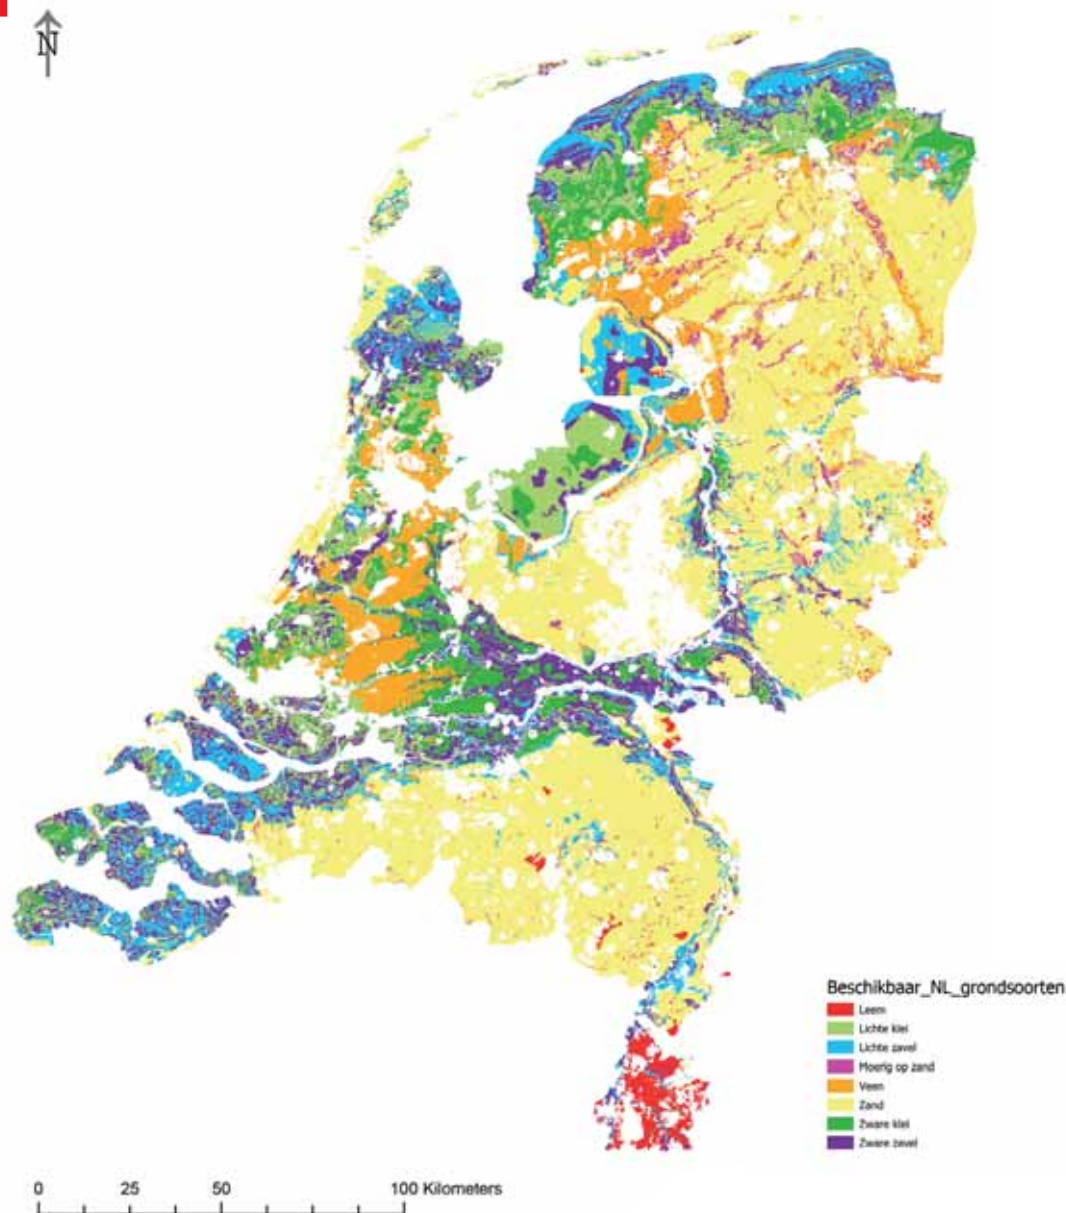 N
Beschikbaar_NL_grondsoorten
Leem
Lichte klei
Lichte zavel
Moerig op zand
Veen
Zand
Zware klei
Zware zavel
0 25 50 100 Kilometers